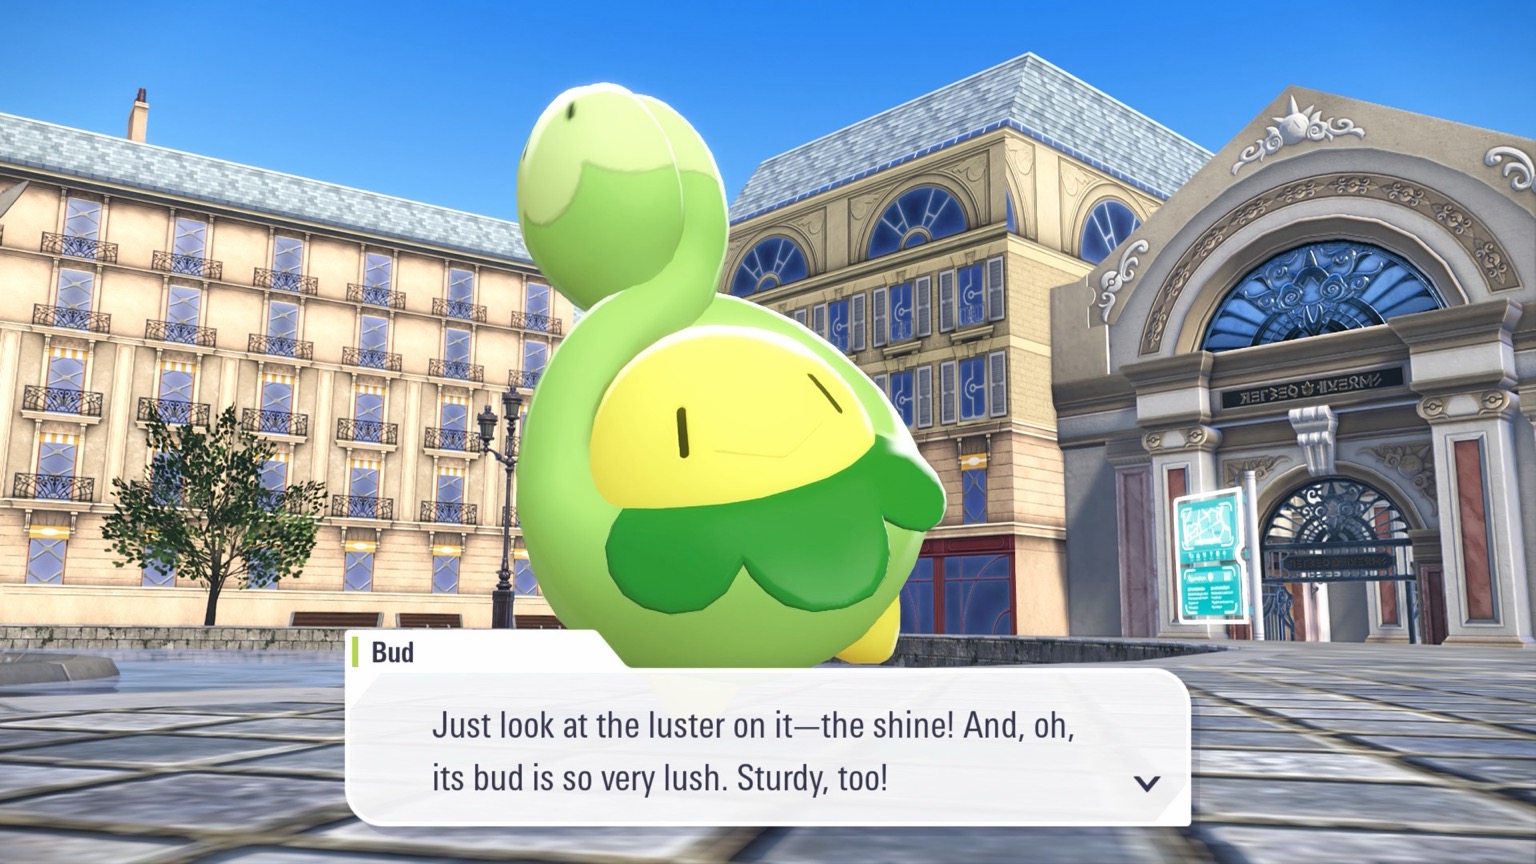 Bud
Just look at the luster on it—the shine! And, oh,
its bud is so very lush. Sturdy, too!